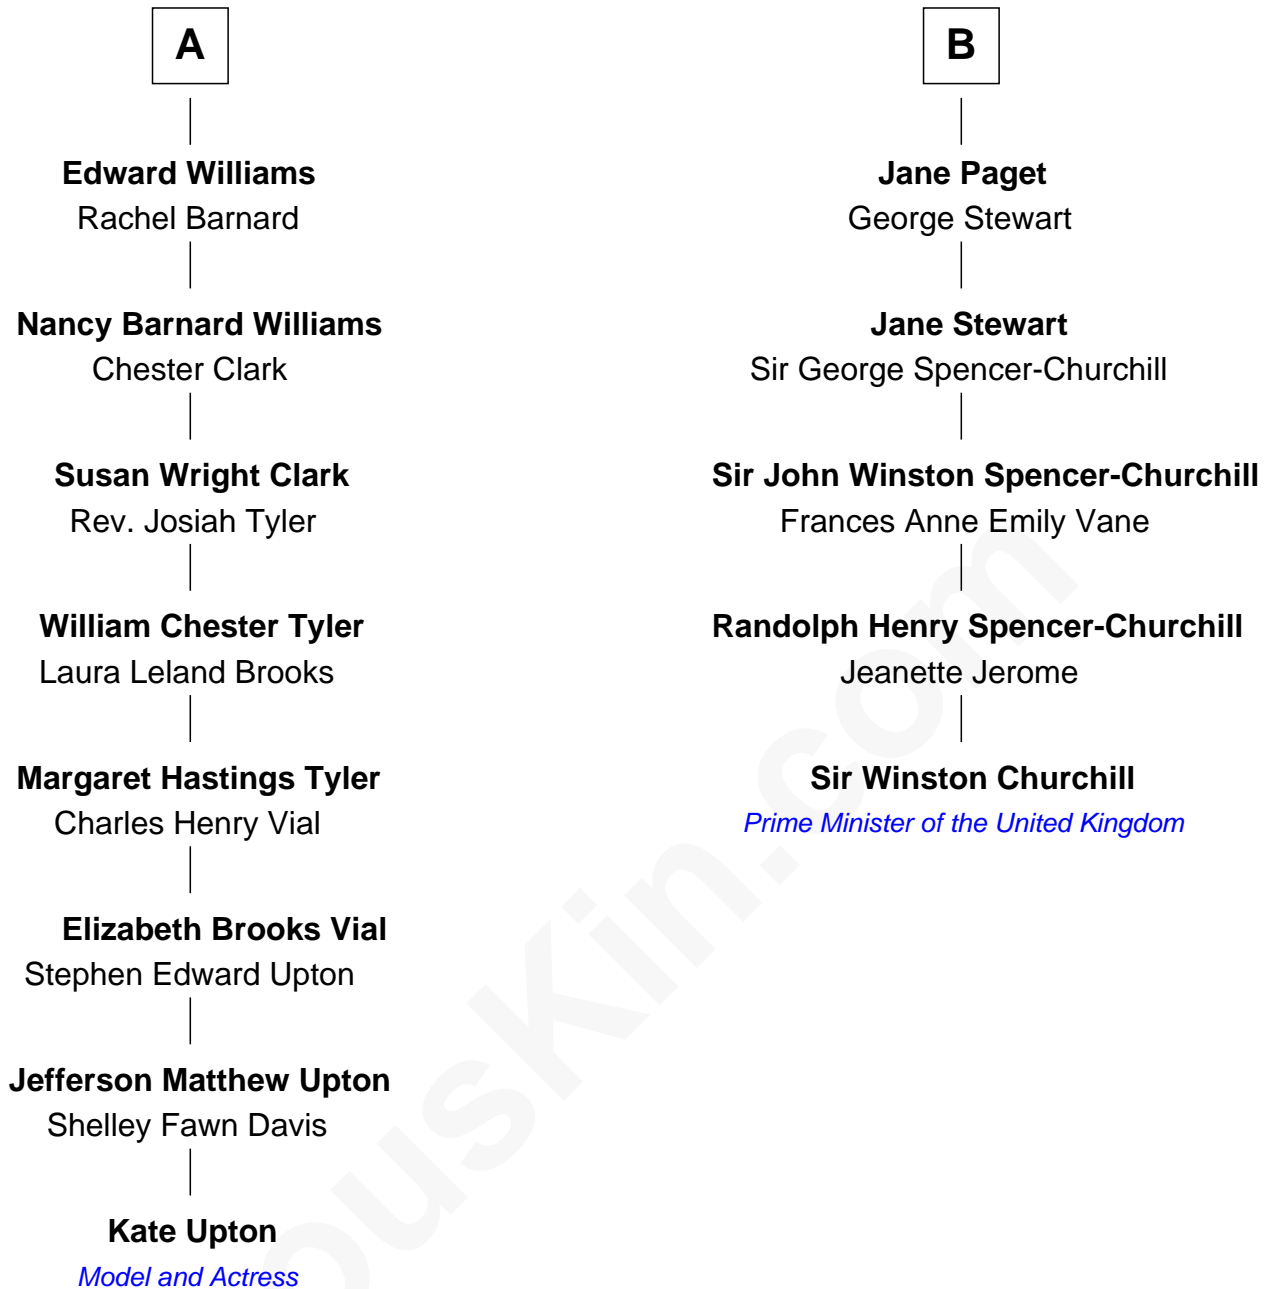 A
Edward Williams
Rachel Barnard
Nancy Barnard Williams
Chester Clark
Susan Wright Clark
Rev. Josiah Tyler
William Chester Tyler
Laura Leland Brooks
Margaret Hastings Tyler
Charles Henry Vial
Elizabeth Brooks Vial
Stephen Edward Upton
Jefferson Matthew Upton
Shelley Fawn Davis
Kate Upton
Model and Actress
B
Jane Paget
George Stewart
Jane Stewart
Sir George Spencer-Churchill
Sir John Winston Spencer-Churchill
Frances Anne Emily Vane
Randolph Henry Spencer-Churchill
Jeanette Jerome
Sir Winston Churchill
Prime Minister of the United Kingdom
ousKin.com